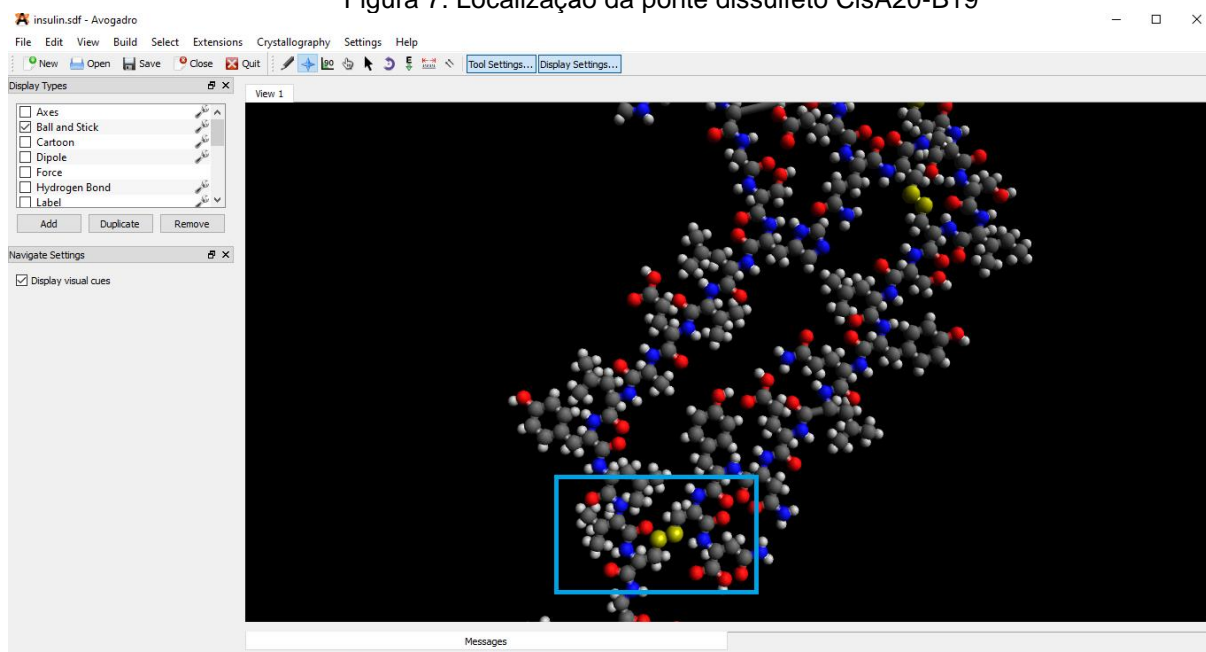 Figura 7. Localização da ponte dissulfeto CisA20-B19
insulin.sdf - Avogadro
File Edit View Build Select Extensions Crystallography Settings Help
New Open Save Close Quit Tool Settings... Display Settings...
Display Types
View 1
Axes
Ball and Stick
Cartoon
Dipole
Force
Hydrogen Bond
Label
Add Duplicate Remove
Navigate Settings
Display visual cues
Messages